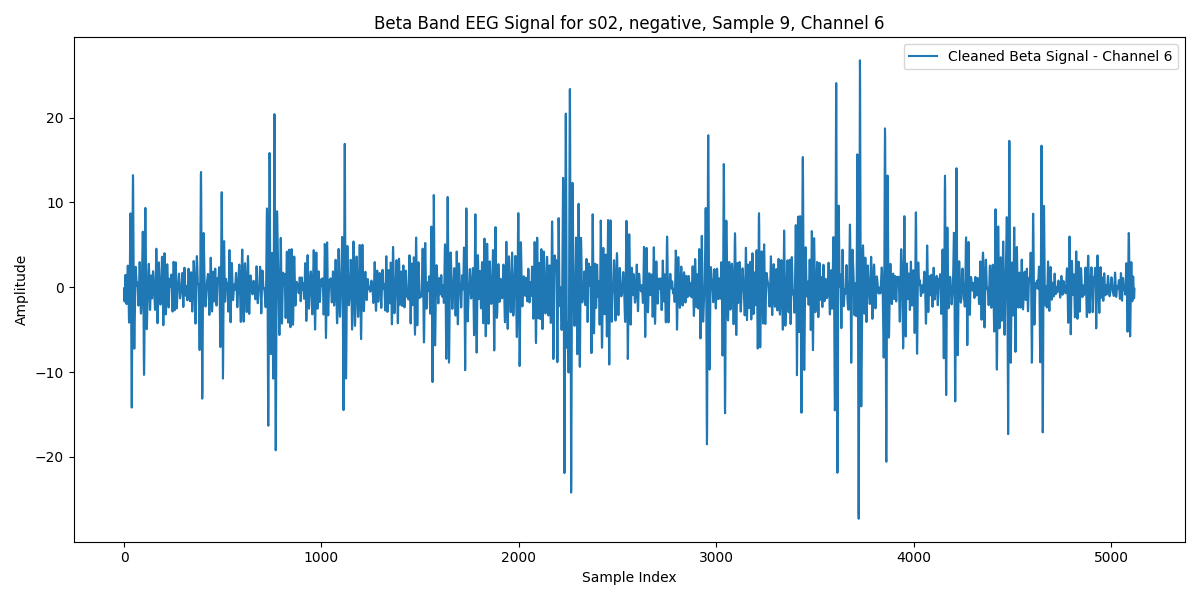 Beta Band EEG Signal for s02, negative, Sample 9, Channel 6
Cleaned Beta Signal - Channel 6
Amplitude
20
10
0
−10
−20
0 1000 2000 3000 4000 5000
Sample Index